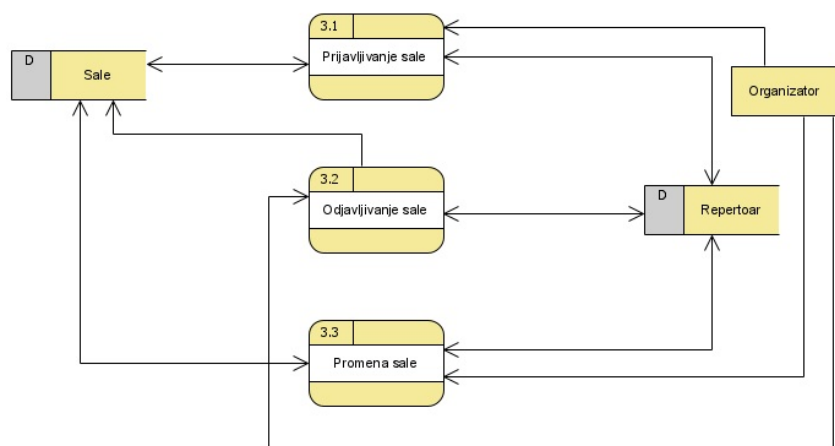 3.1
D
Prijavljivanje sale
Sale
Organizator
3.2
D
Odjavljivanje sale
Repertoar
3.3
Promena sale